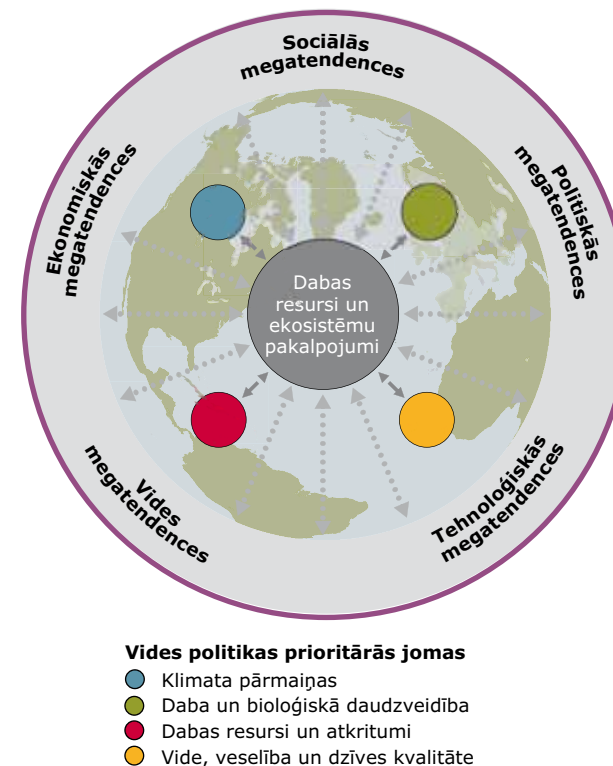 Sociālās
megatendences
Ekonomiskās
megatendences
Politiskās
megatendences
Dabas
resursi un
ekosistēmu
pakalpojumi
Vides
megatendences
Tehnoloģiskās
megatendences
Vides politikas prioritārās jomas
Klimata pārmaiņas
Daba un bioloģiskā daudzveidība
Dabas resursi un atkritumi
Vide, veselība un dzīves kvalitāte